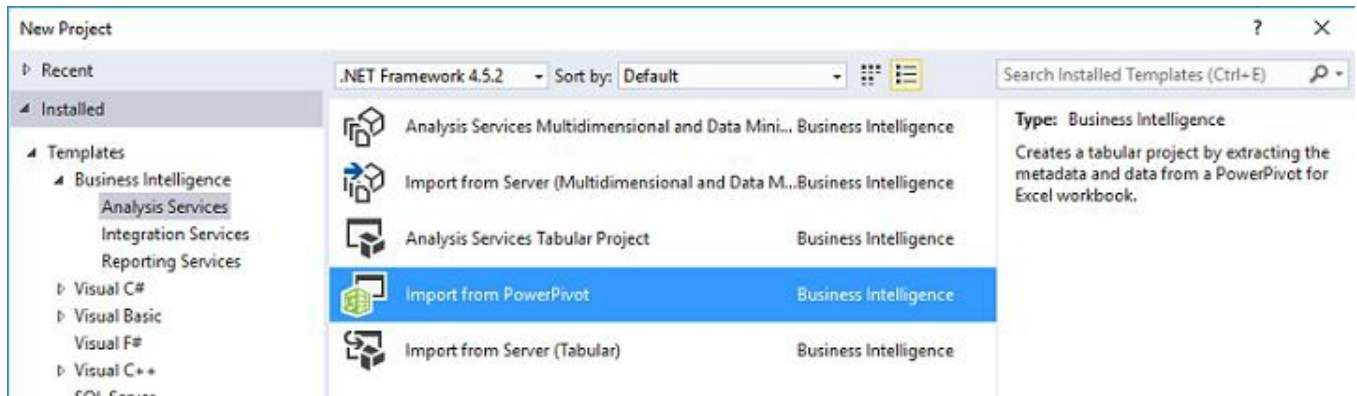 New Project
? ×
Recent
Installed
Templates
Business Intelligence
Analysis Services
Integration Services
Reporting Services
Visual C#
Visual Basic
Visual F#
Visual C++
.NET Framework 4.5.2 Sort by: Default
Analysis Services Multidimensional and Data Mini... Business Intelligence
Import from Server (Multidimensional and Data M...Business Intelligence
Analysis Services Tabular Project Business Intelligence
Import from PowerPivot Business Intelligence
Import from Server (Tabular) Business Intelligence
Search Installed Templates (Ctrl+E)
Type: Business Intelligence
Creates a tabular project by extracting the
metadata and data from a PowerPivot for
Excel workbook.